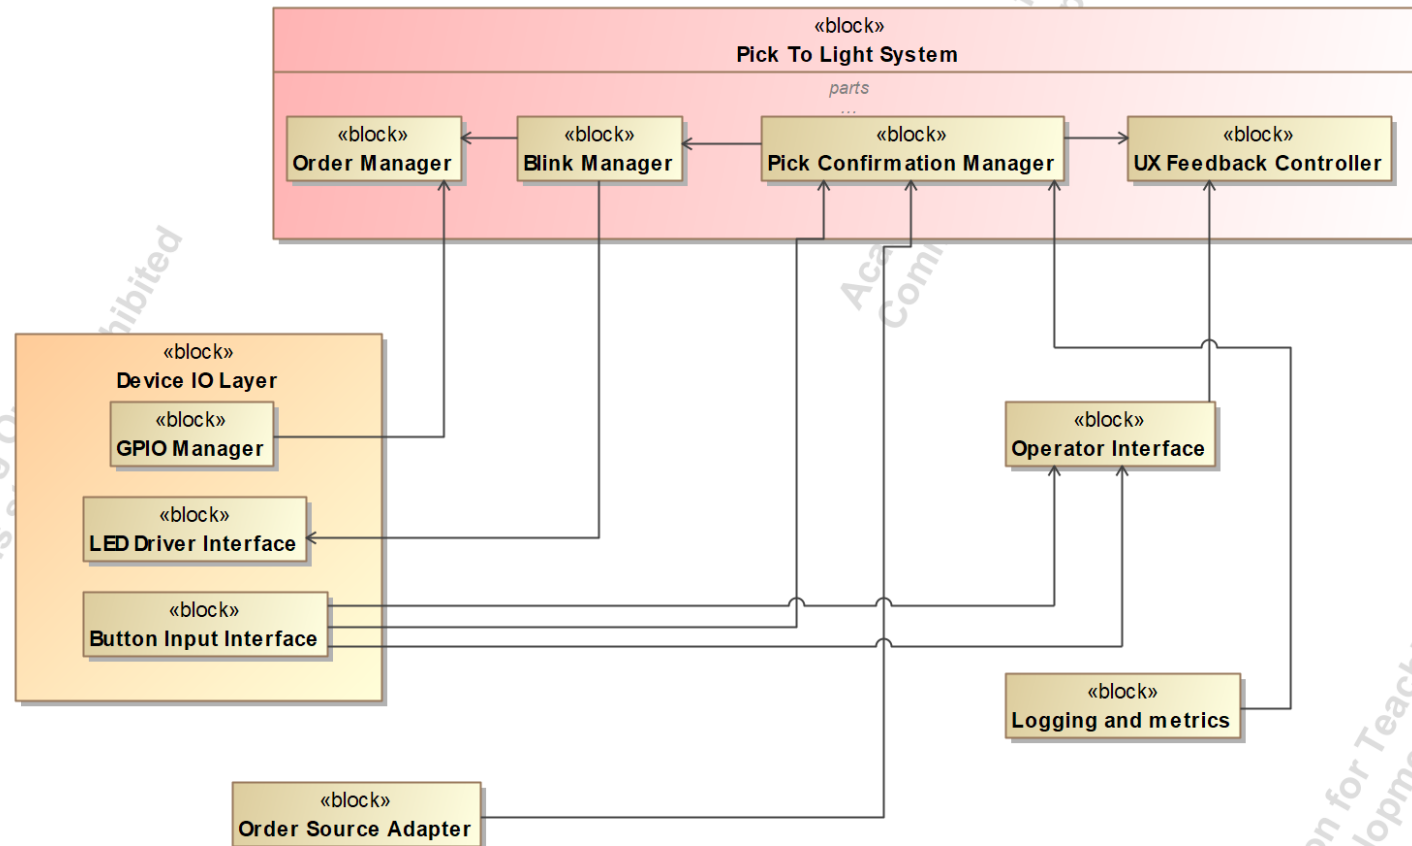 «block»
Pick To Light System
parts
...
«block»
Order Manager
«block»
Blink Manager
«block»
Pick Confirmation Manager
«block»
UX Feedback Controller
«block»
Device IO Layer
«block»
GPIO Manager
«block»
LED Driver Interface
«block»
Button Input Interface
«block»
Operator Interface
«block»
Logging and metrics
«block»
Order Source Adapter